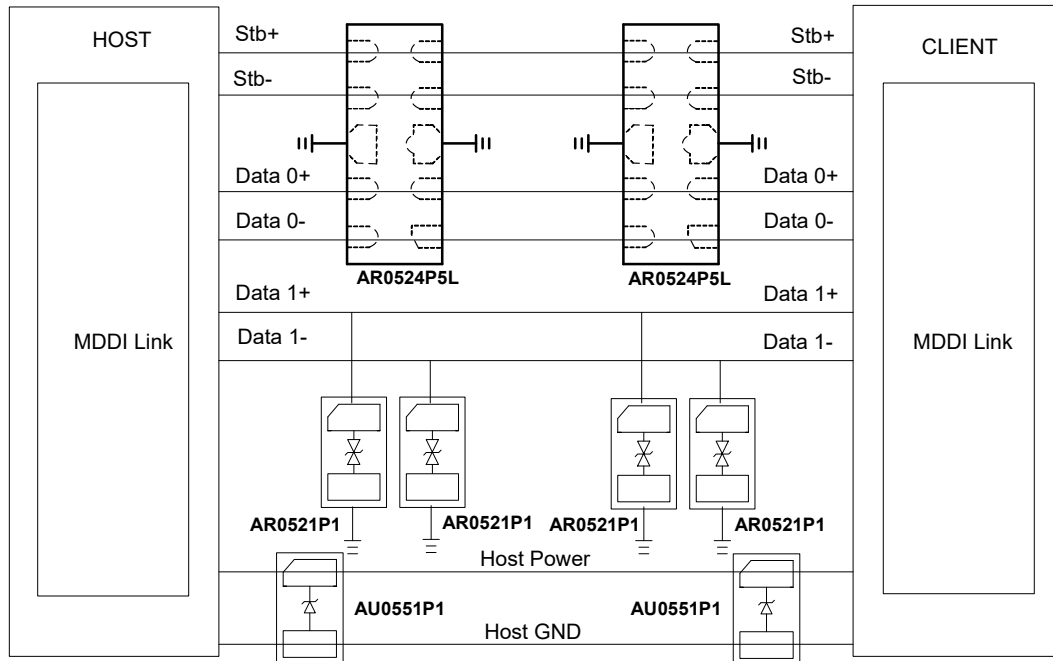 HOST
Stb+
Stb+
CLIENT
Stb-
Stb-
Data 0+
Data 0+
Data 0-
Data 0-
AR0524P5L
AR0524P5L
Data 1+
Data 1+
MDDI Link
Data 1-
Data 1-
MDDI Link
AR0521P1
AR0521P1
AR0521P1
AR0521P1
Host Power
AU0551P1
AU0551P1
Host GND